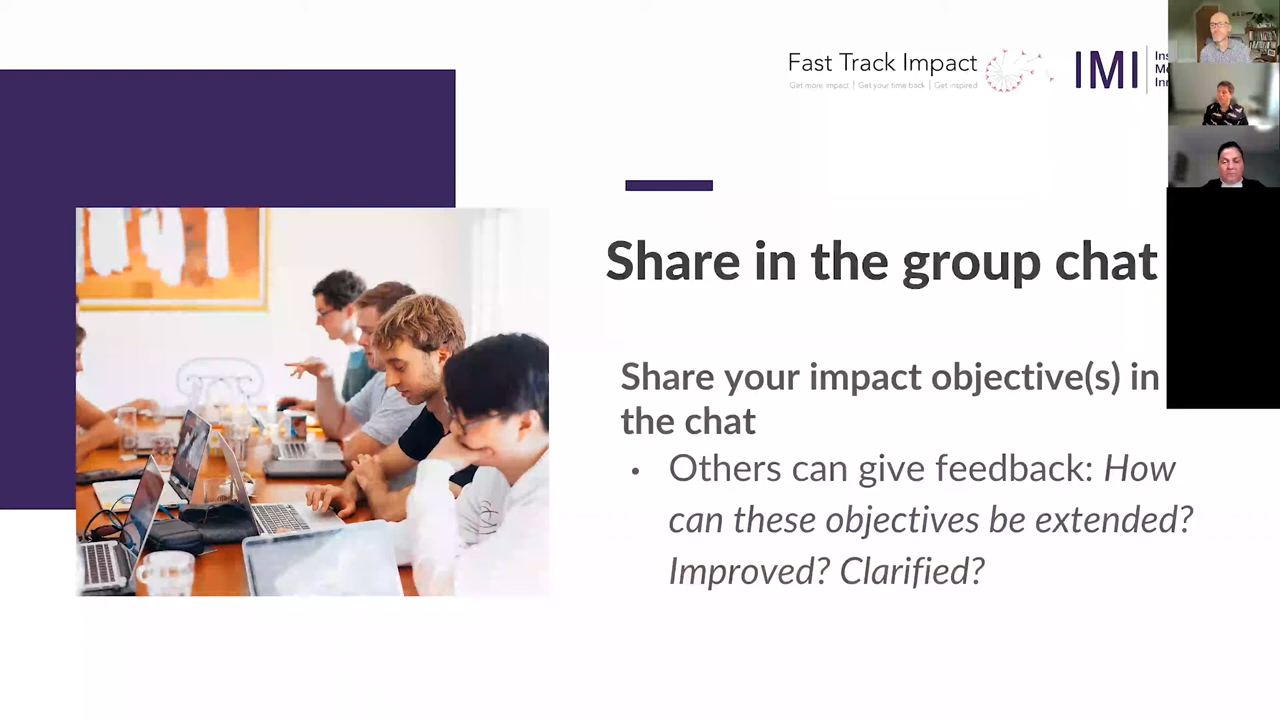 Fast Track Impact
Get more impact | Get your time back | Get inspired
IMI
Share in the group chat
Share your impact objective(s) in
the chat
• Others can give feedback: How
can these objectives be extended?
Improved? Clarified?